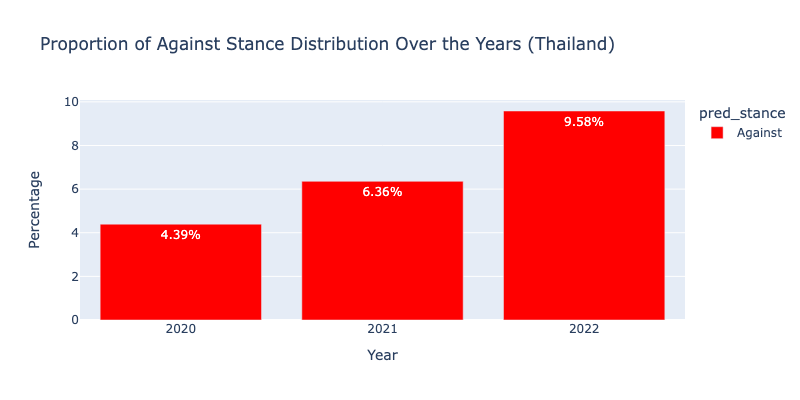 Proportion of Against Stance Distribution Over the Years (Thailand)
pred_stance
Against
Percentage
10
8
6
4
2
0
4.39%
6.36%
9.58%
2020
2021
2022
Year